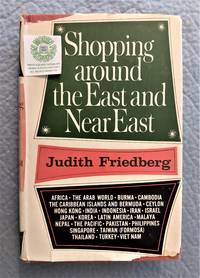 Shopping
around
the East and
Near East
Judith Friedberg
AFRICA · THE ARAB WORLD · BURMA · CAMBODIA
THE CARIBBEAN ISLANDS AND BERMUDA · CEYLON
HONG KONG · INDIA · INDONESIA · IRAN · ISRAEL
JAPAN · KOREA · LATIN AMERICA · MALAYA
NEPAL · THE PACIFIC · PAKISTAN · PHILIPPINES
SINGAPORE · TAIWAN (FORMOSA)
THAILAND · TURKEY · VIET NAM